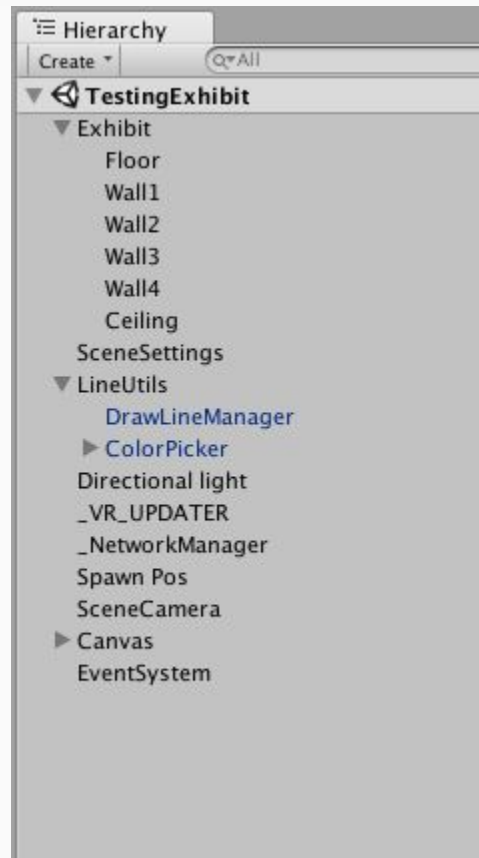 Hierarchy
Create
All
TestingExhibit
Exhibit
Floor
Wall1
Wall2
Wall3
Wall4
Ceiling
SceneSettings
LineUtils
DrawLineManager
ColorPicker
Directional light
_VR_UPDATER
_NetworkManager
Spawn Pos
SceneCamera
Canvas
EventSystem